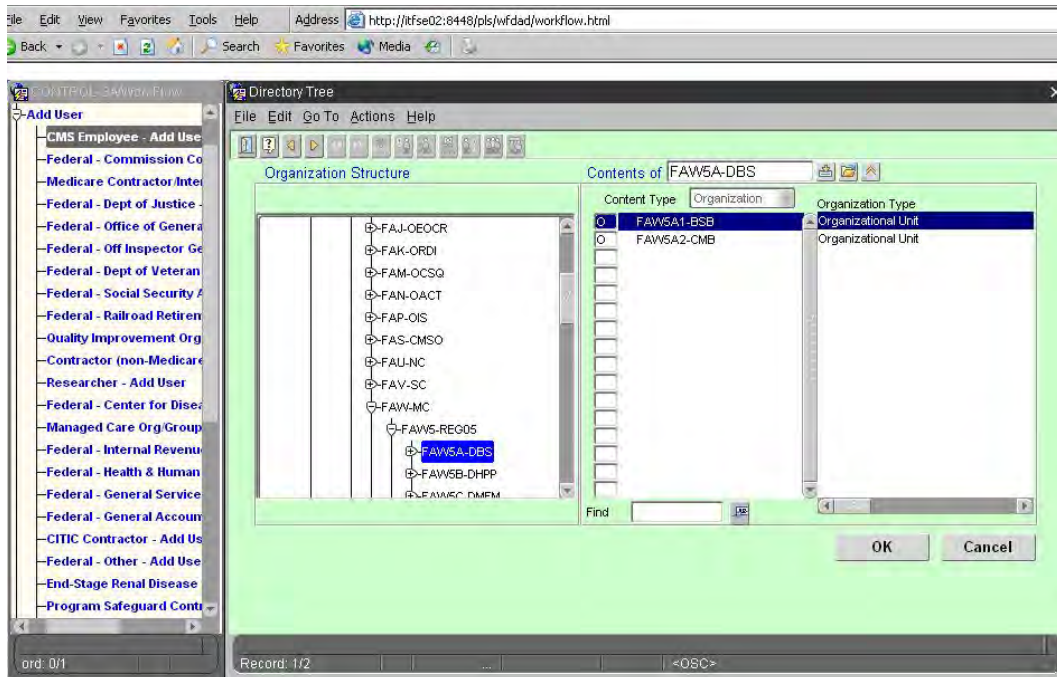 File Edit View Favorites Tools Help Address http://itfse02:8448/pls/wfdad/workflow.html
Back Search Favorites Media
Directory Tree
File Edit Go To Actions Help
Add User
CMS Employee - Add Use
Federal - Commission Co
Medicare Contractor/Inter
Federal - Dept of Justice -
Federal - Office of Genera
Federal - Off Inspector Ge
Federal - Dept of Veteran
Federal - Social Security A
Federal - Railroad Retirem
Quality Improvement Org
Contractor (non-Medicare
Researcher - Add User
Federal - Center for Disea
Managed Care Org/Group
Federal - Internal Revenu
Federal - Health & Human
Federal - General Service
Federal - General Accoun
CITIC Contractor - Add Us
Federal - Other - Add Use
End-Stage Renal Disease
Program Safeguard Contr
ord: 0/1
Organization Structure
FAJ-OEOCR
FAK-ORDI
FAM-OCSQ
FAN-OACT
FAP-OIS
FAS-CMSO
FAU-NC
FAV-SC
FAW-MC
FAW5-REG05
FAW5A-DBS
FAW5B-DHPP
FAW5C-DMFM
Contents of FAW5A-DBS
Content Type Organization
Organization Type
O FAW5A1-BSB Organizational Unit
O FAW5A2-CMB Organizational Unit
Find
OK Cancel
Record: 1/2 ... <OSC>